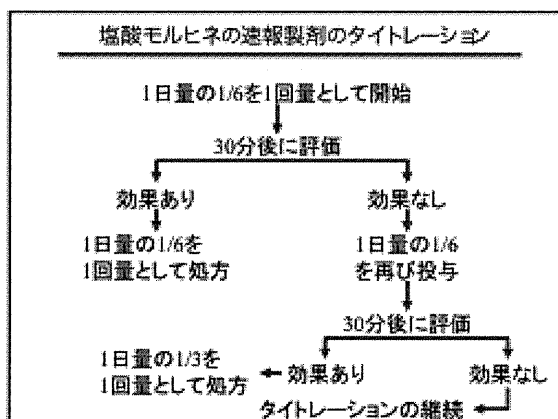 塩酸モルヒネの速報製剤のタイトレーション
1日量の1/6を1回量として開始
30分後に評価
効果あり
効果なし
1日量の1/6を
1回量として処方
1日量の1/6
を再び投与
30分後に評価
1日量の1/3を
1回量として処方
効果あり
効果なし
タイトレーションの継続